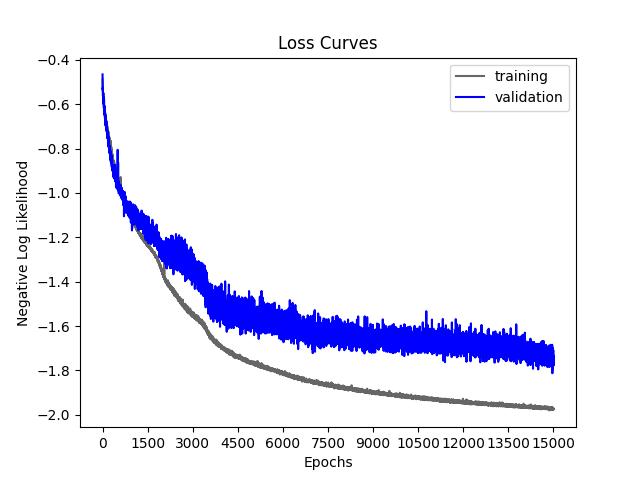 Loss Curves
training
validation
Negative Log Likelihood
−0.4
−0.6
−0.8
−1.0
−1.2
−1.4
−1.6
−1.8
−2.0
0 1500 3000 4500 6000 7500 9000 10500 12000 13500 15000
Epochs